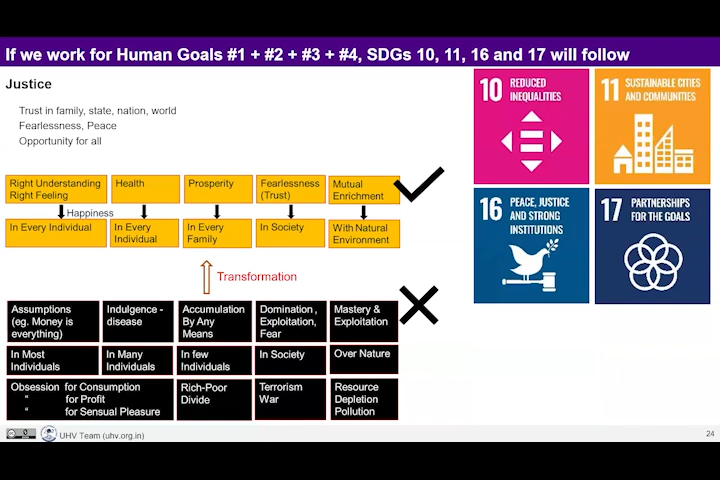 If we work for Human Goals #1 + #2 + #3 + #4, SDGs 10, 11, 16 and 17 will follow
Justice
Trust in family, state, nation, world
Fearlessness, Peace
Opportunity for all
10 REDUCED
INEQUALITIES
11 SUSTAINABLE CITIES
AND COMMUNITIES
16 PEACE, JUSTICE
AND STRONG
INSTITUTIONS
17 PARTNERSHIPS
FOR THE GOALS
Right Understanding
Right Feeling
Health
Prosperity
Fearlessness
(Trust)
Mutual
Enrichment
Happiness
In Every Individual
In Every
Individual
In Every
Family
In Society
With Natural
Environment
Transformation
Assumptions
(eg. Money is
everything)
Indulgence -
disease
Accumulation
By Any
Means
Domination ,
Exploitation,
Fear
Mastery &
Exploitation
In Most
Individuals
In Many
Individuals
In few
Individuals
In Society
Over Nature
Obsession for Consumption
“ for Profit
“ for Sensual Pleasure
Rich-Poor
Divide
Terrorism
War
Resource
Depletion
Pollution
UHV Team (uhv.org.in)
24